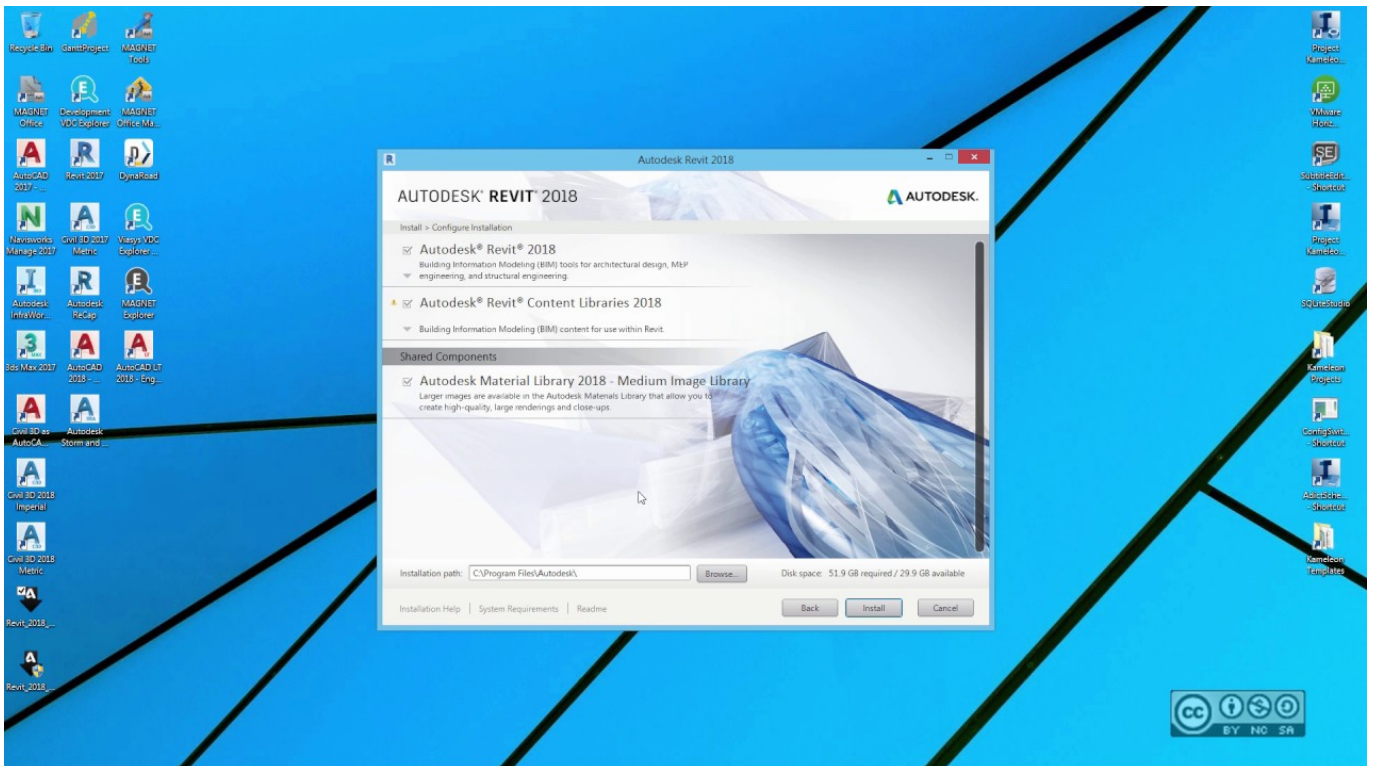 Recycle Bin
GanttProject
MAGNET
Tools
MAGNET
Office
Development
VDC Explorer
MAGNET
Office Ma...
AutoCAD
2017 - ...
Revit 2017
DynaRoad
Navisworks
Manage 2017
Civil 3D 2017
Metric
Viasys VDC
Explorer ...
Autodesk
InfraWor...
Autodesk
ReCap
MAGNET
Explorer
3ds Max 2017
AutoCAD
2018 - ...
AutoCAD LT
2018 - Eng...
Civil 3D as
AutoCA...
Autodesk
Storm and ...
Civil 3D 2018
Imperial
Civil 3D 2018
Metric
Revit_2018_...
Revit_2018_...
Autodesk Revit 2018
AUTODESK® REVIT® 2018
AUTODESK.
Install > Configure Installation
Autodesk® Revit® 2018
Building Information Modeling (BIM) tools for architectural design, MEP
engineering, and structural engineering.
Autodesk® Revit® Content Libraries 2018
Building Information Modeling (BIM) content for use within Revit.
Shared Components
Autodesk Material Library 2018 - Medium Image Library
Larger images are available in the Autodesk Materials Library that allow you to
create high-quality, large renderings and close-ups.
Installation path: C:\Program Files\Autodesk\ Browse... Disk space: 51.9 GB required / 29.9 GB available
Installation Help | System Requirements | Readme Back Install Cancel
Project
Kameleo...
VMware
Horiz...
SE
SubtitleEdit...
- Shortcut
Project
Kameleo...
SQLiteStudio
Kameleon
Projects
ConfigSwit...
- Shortcut
AdictSche...
- Shortcut
Kameleon
Templates
cc
BY NC SA